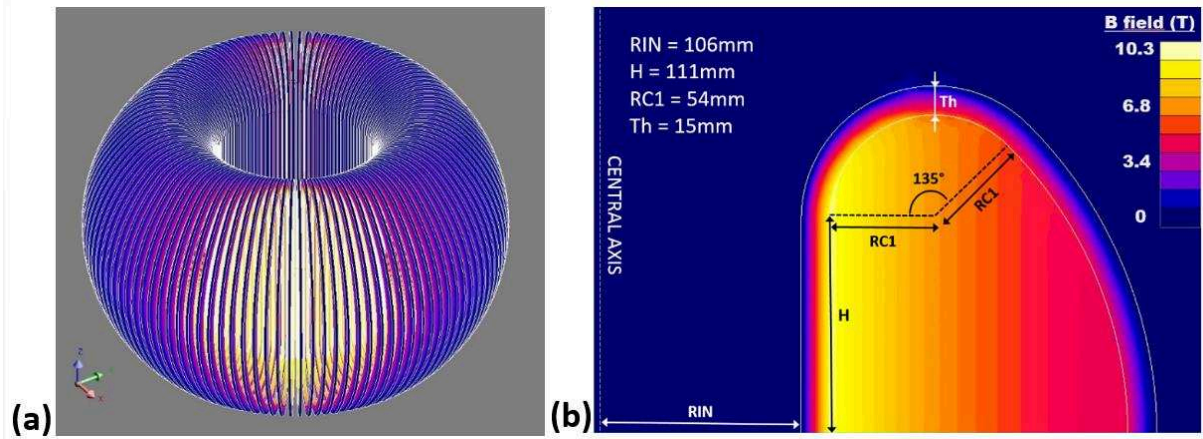 (a)
z
x
(b)
RIN = 106mm
H = 111mm
RC1 = 54mm
Th = 15mm
CENTRAL AXIS
Th
135°
RC1
RC1
H
RIN
B field (T)
10.3
6.8
3.4
0